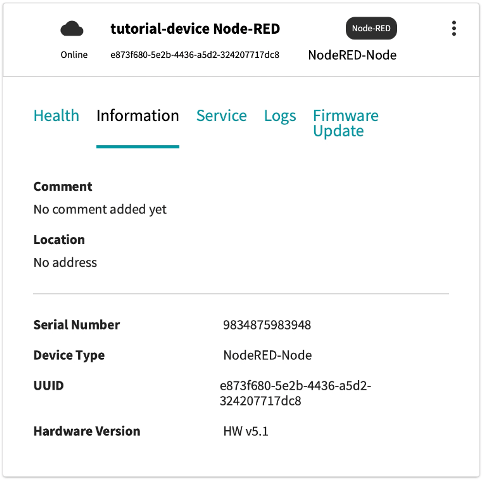 tutorial-device Node-RED
Node-RED
Online
e873f680-5e2b-4436-a5d2-324207717dc8
NodeRED-Node
Health
Information
Service
Logs
Firmware
Update
Comment
No comment added yet
Location
No address
Serial Number 9834875983948
Device Type NodeRED-Node
UUID e873f680-5e2b-4436-a5d2-
324207717dc8
Hardware Version HW v5.1